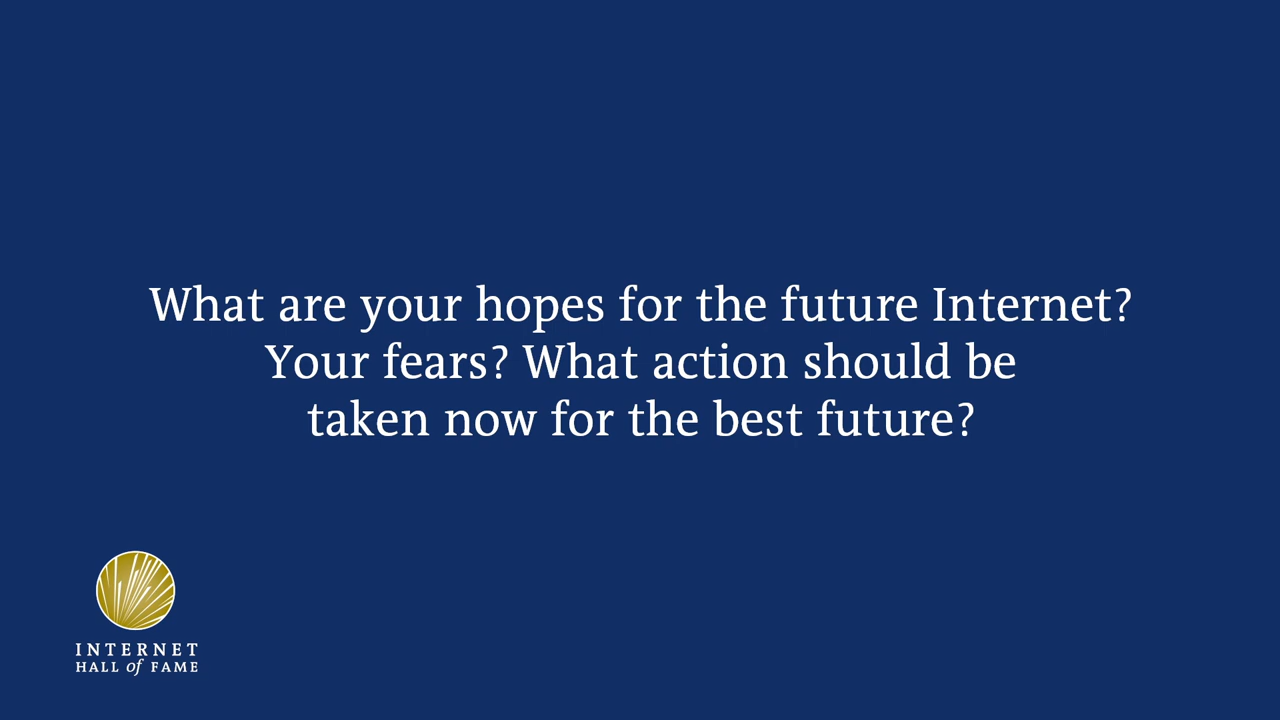 What are your hopes for the future Internet?
Your fears? What action should be
taken now for the best future?
INTERNET
HALL of FAME